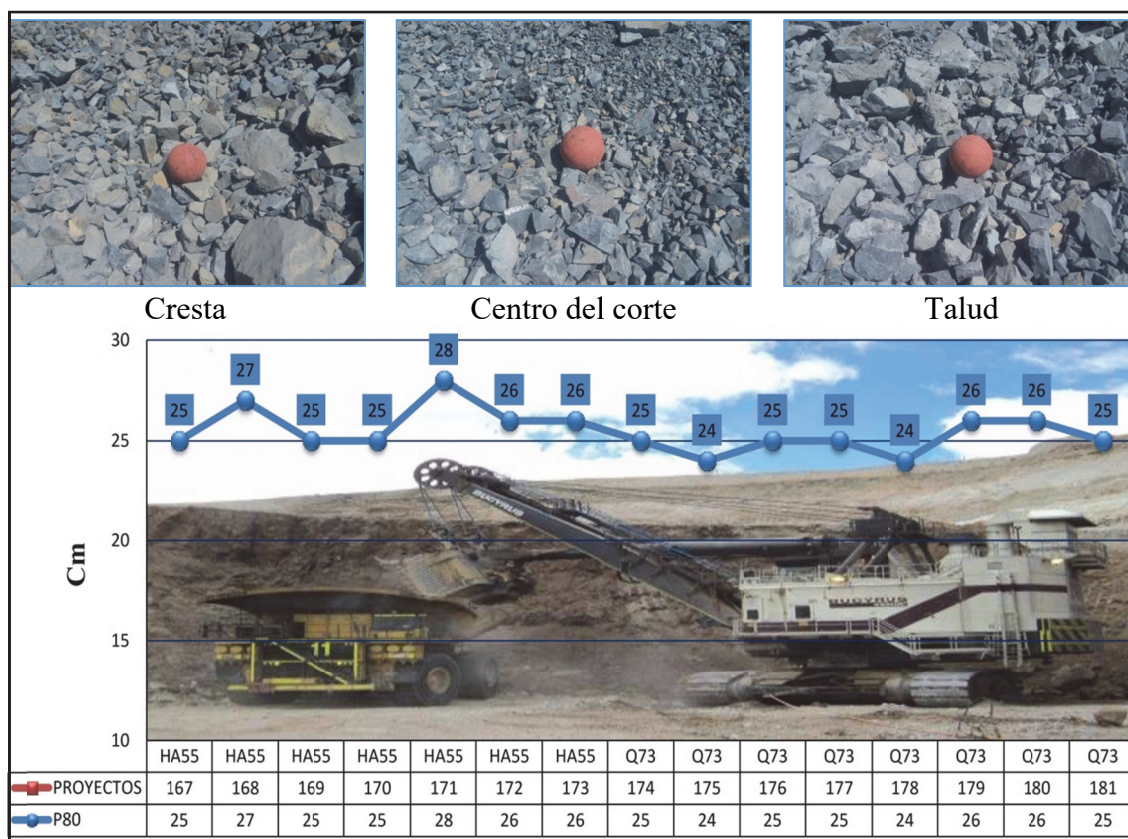 Cresta Centro del corte Talud
30
28
27
26 26 26 26
25 25 25 25 25 25 25
24 24
25
BUCYRUS
20
Cm
BUCYRUS
15
11
10
HA55 HA55 HA55 HA55 HA55 HA55 HA55 Q73 Q73 Q73 Q73 Q73 Q73 Q73 Q73
PROYECTOS 167 168 169 170 171 172 173 174 175 176 177 178 179 180 181
P80 25 27 25 25 28 26 26 25 24 25 25 24 26 26 25